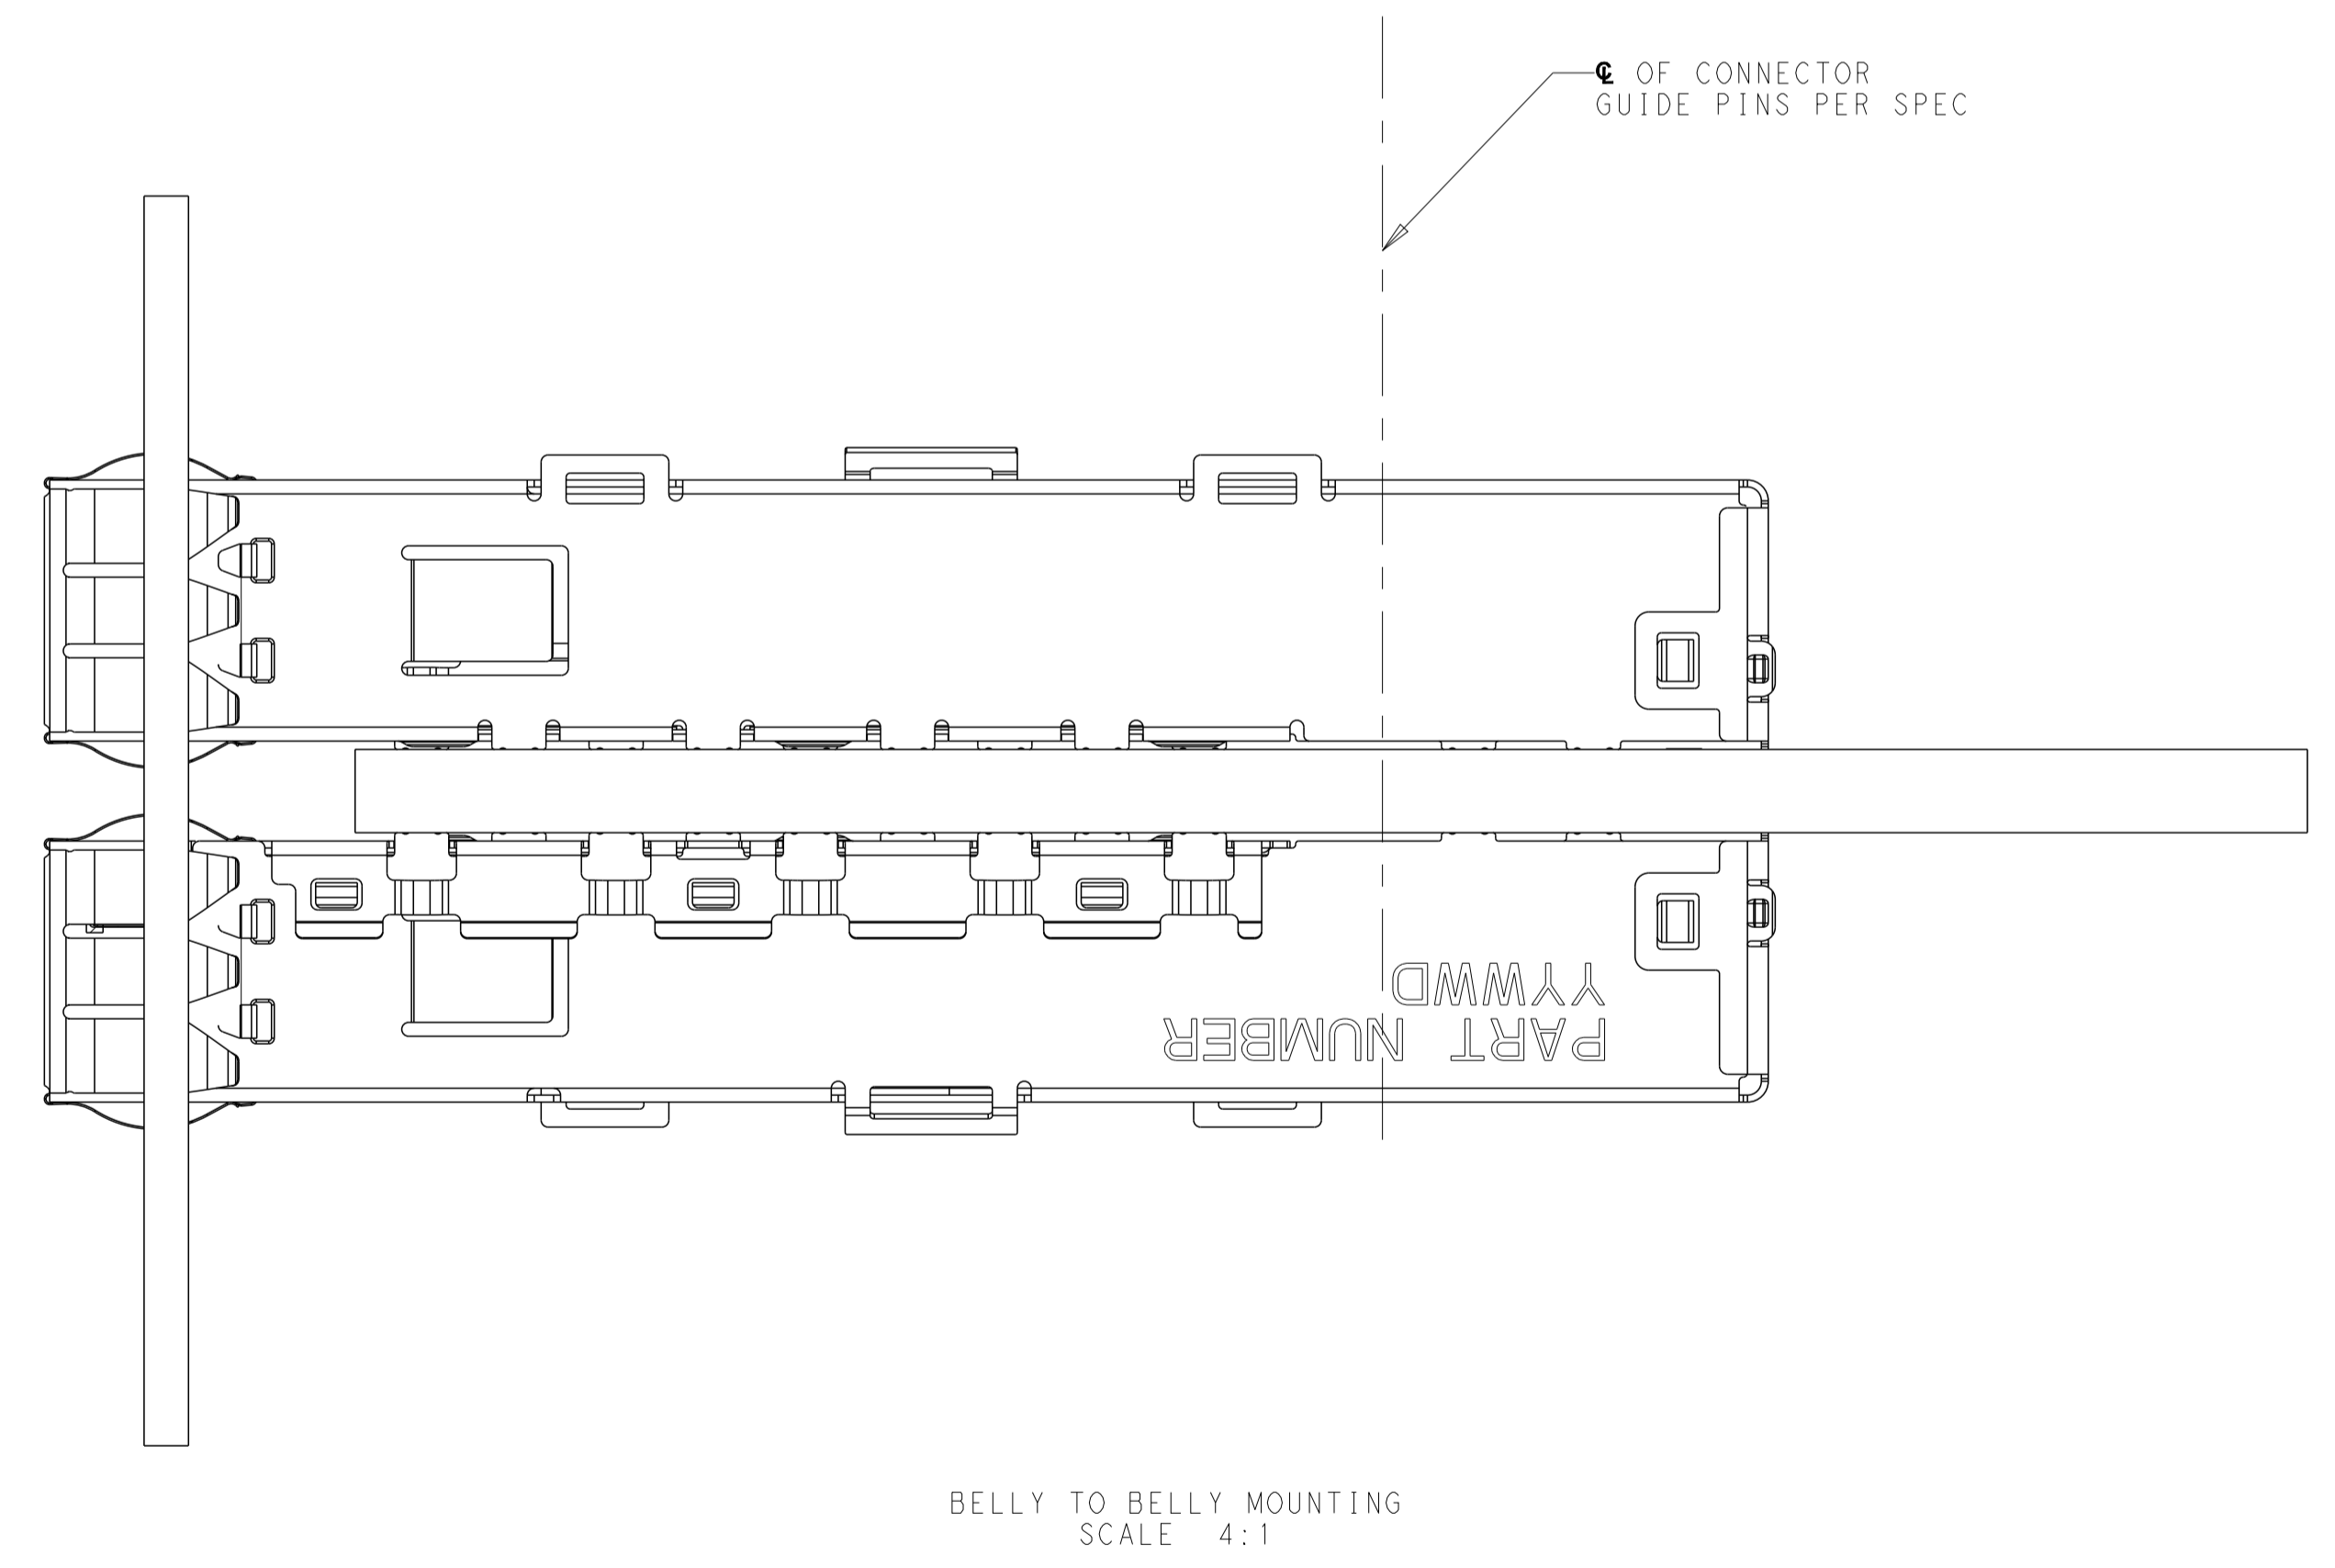 ℄ OF CONNECTOR
GUIDE PINS PER SPEC
YYWWD
PART NUMBER
BELLY TO BELLY MOUNTING
SCALE 4:1